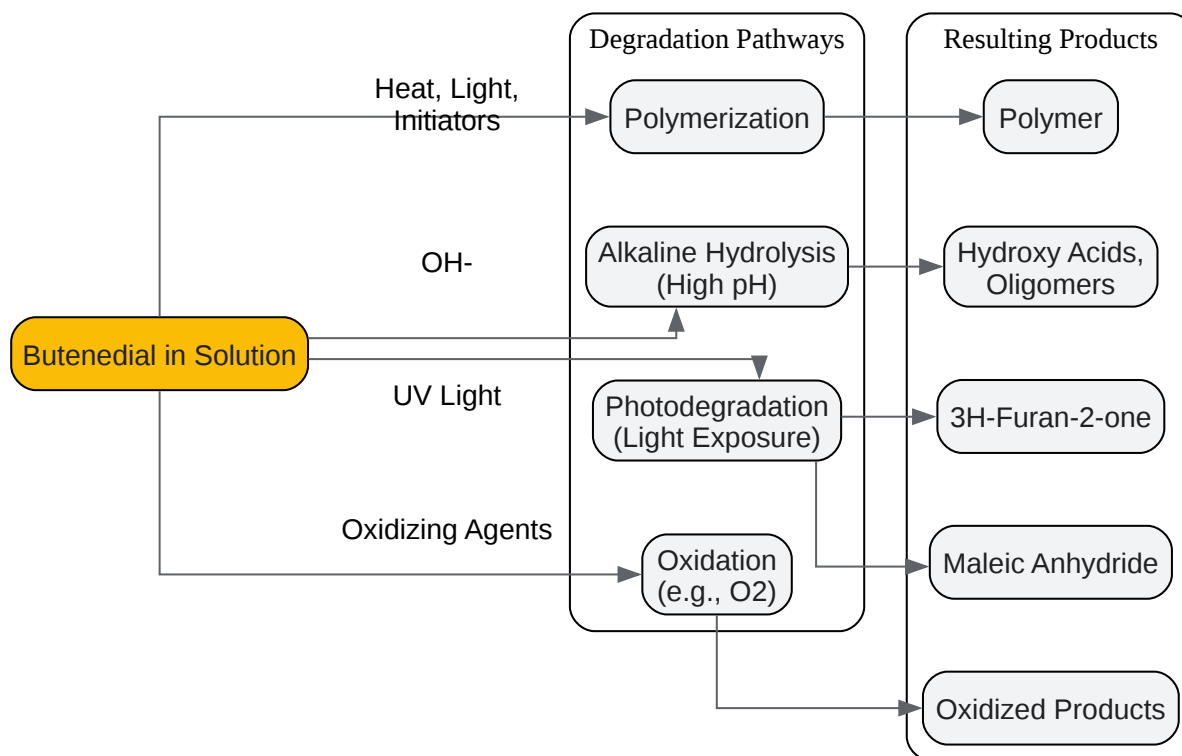 Degradation Pathways
Resulting Products
Heat, Light,
Initiators
Polymerization
Polymer
OH-
Alkaline Hydrolysis
(High pH)
Hydroxy Acids,
Oligomers
Butenedial in Solution
UV Light
Photodegradation
(Light Exposure)
3H-Furan-2-one
Oxidizing Agents
Oxidation
(e.g., O2)
Maleic Anhydride
Oxidized Products